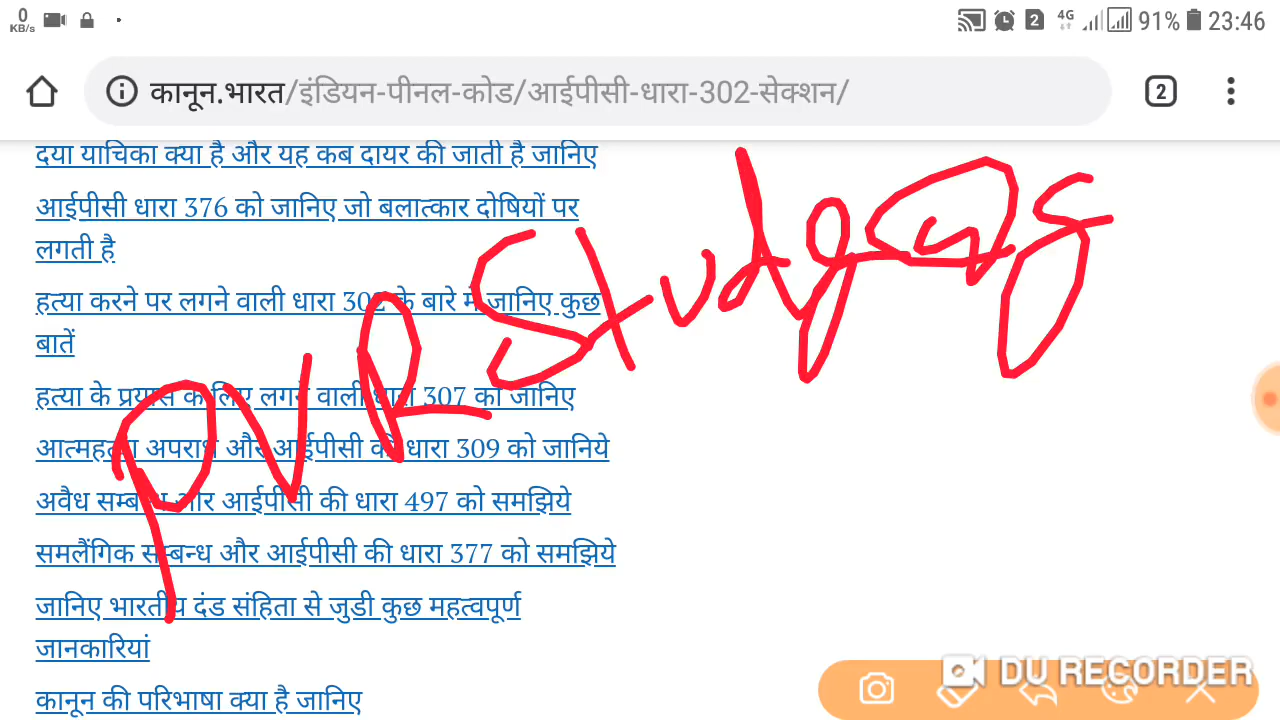 0
KB/s
2
4G
91%
23:46
कानून.भारत/इंडियन-पीनल-कोड/आईपीसी-धारा-302-सेक्शन/
2
दया याचिका क्या है और यह कब दायर की जाती है जानिए
आईपीसी धारा 376 को जानिए जो बलात्कार दोषियों पर
लगती है
हत्या करने पर लगने वाली धारा 302 के बारे में जानिए कुछ
बातें
हत्या के प्रयास के लिए लगने वाली धारा 307 को जानिए
आत्महत्या अपराध और आईपीसी की धारा 309 को जानिये
अवैध सम्बन्ध और आईपीसी की धारा 497 को समझिये
समलैंगिक सम्बन्ध और आईपीसी की धारा 377 को समझिये
जानिए भारतीय दंड संहिता से जुडी कुछ महत्वपूर्ण
जानकारियां
कानून की परिभाषा क्या है जानिए
PVR Study
DU RECORDER